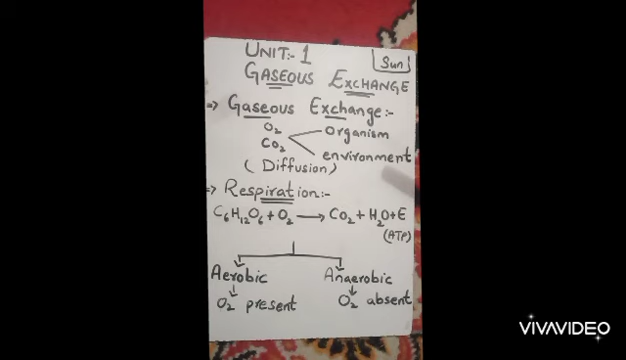 UNIT:- 1
Sun
GASEOUS EXCHANGE
=> Gaseous Exchange:-
O2
Organism
CO2
environment
( Diffusion )
=> Respiration:-
C6H12O6 + O2 → CO2 + H2O + E
(ATP)
Aerobic Anaerobic
O2 present O2 absent
VIVAVIDEO